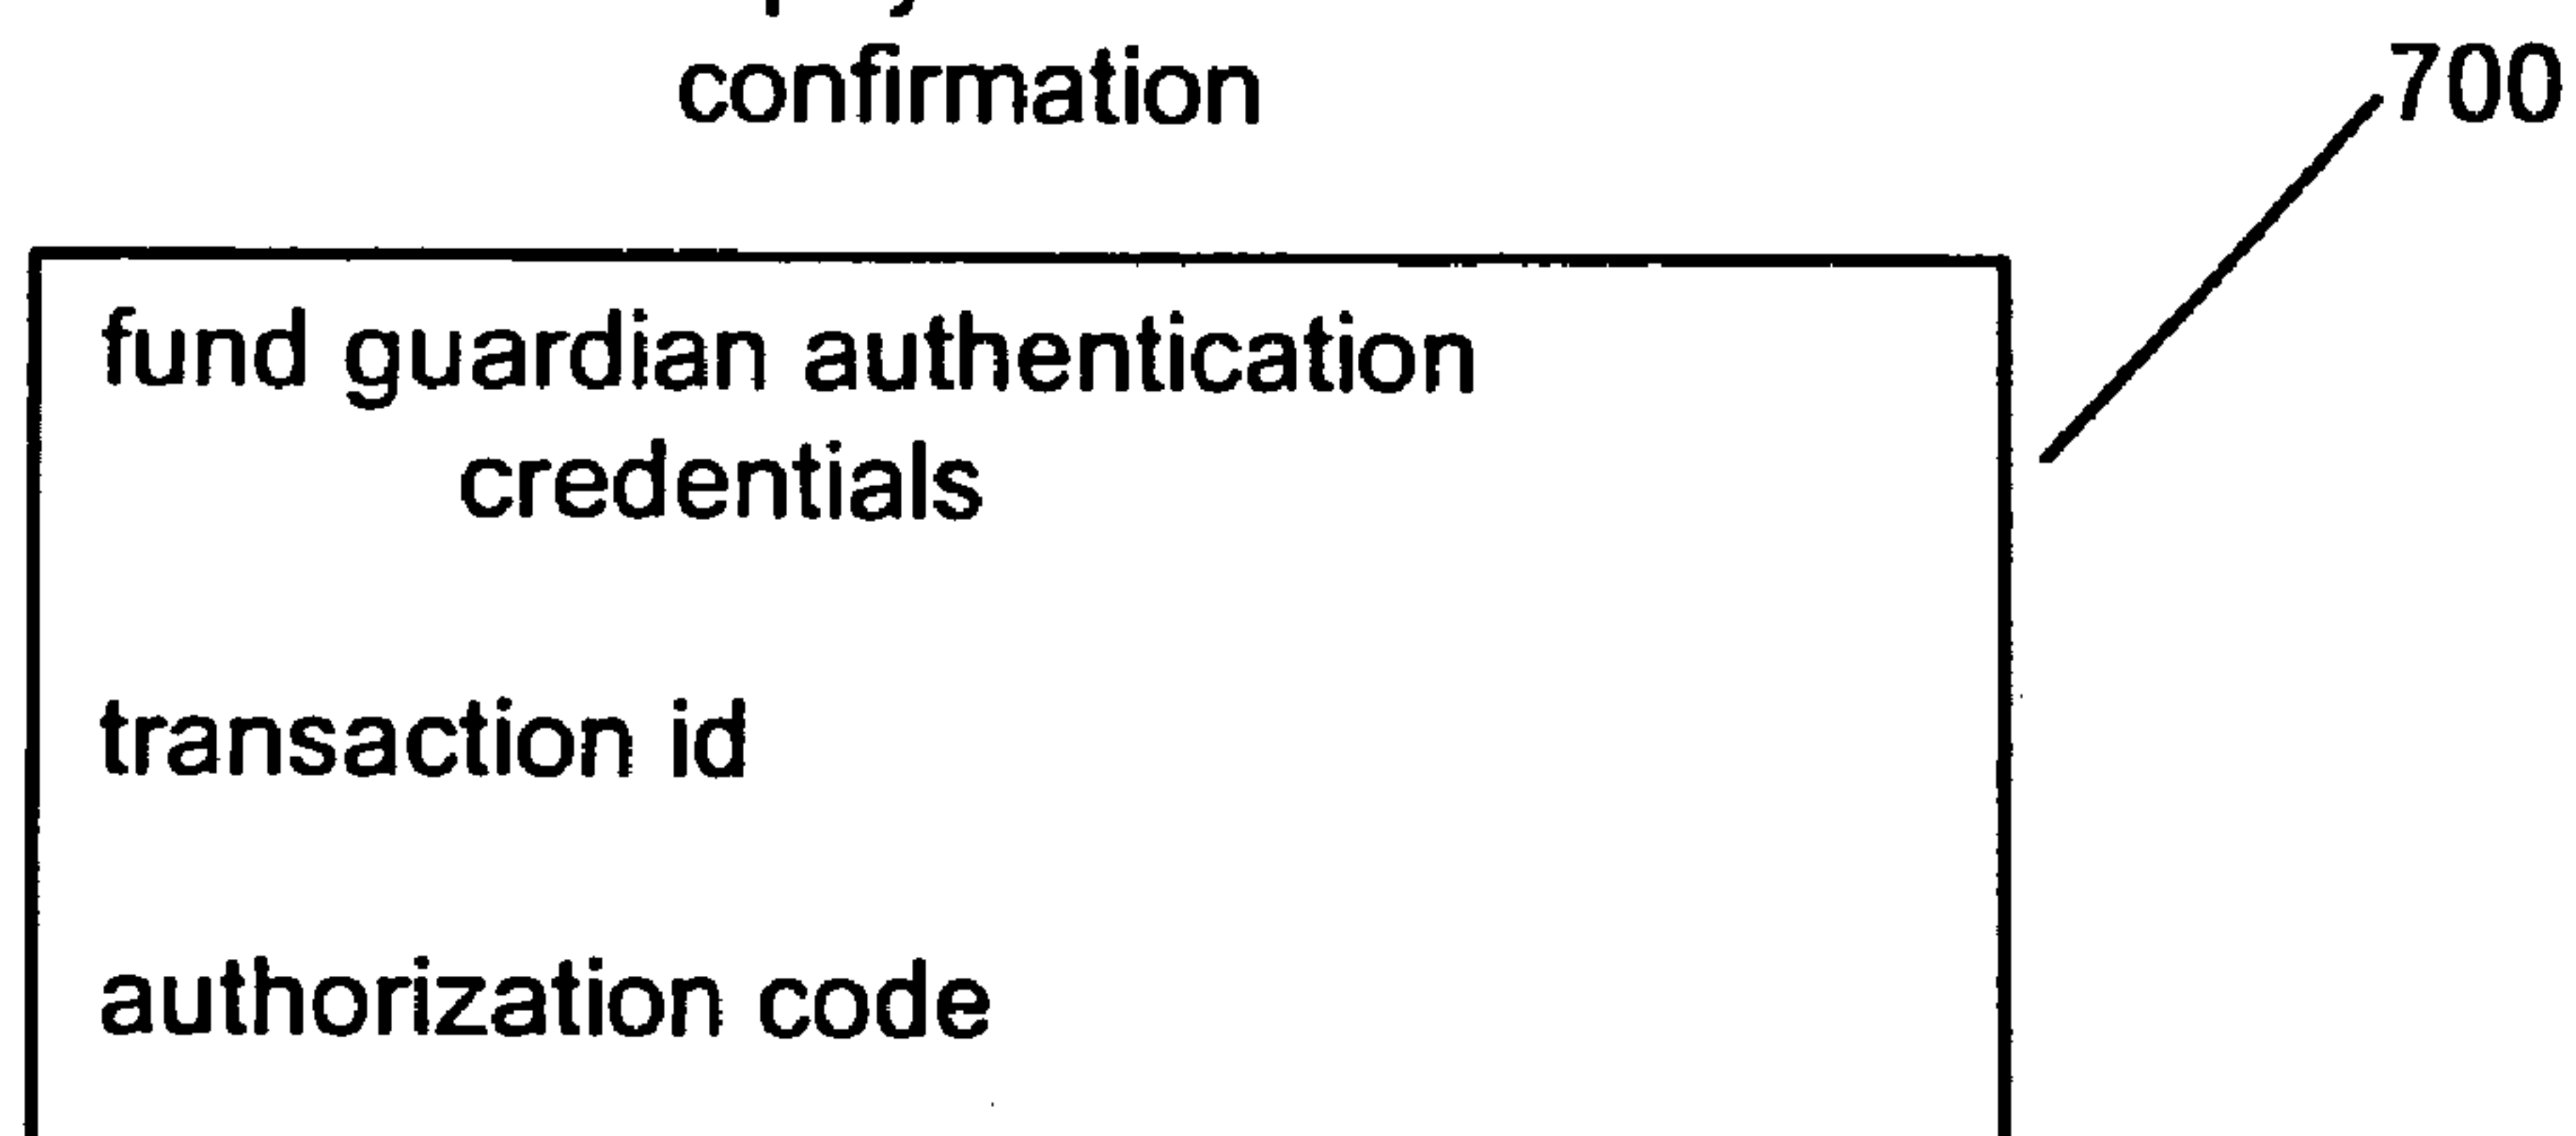 confirmation
700
fund guardian authentication
credentials
transaction id
authorization code